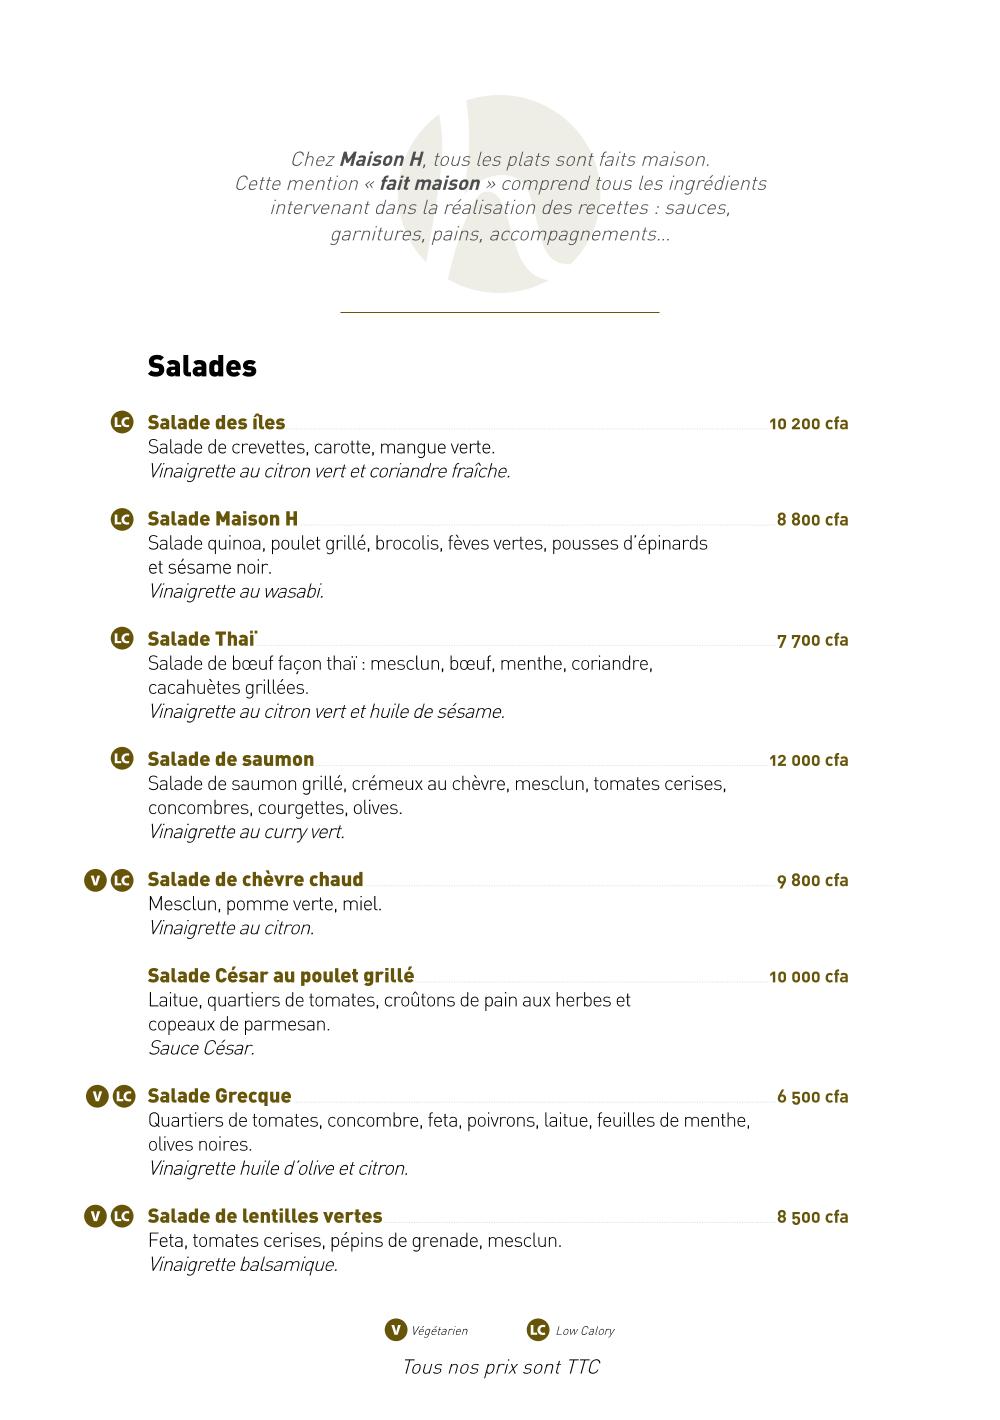 Chez Maison H, tous les plats sont faits maison.
Cette mention « fait maison » comprend tous les ingrédients
intervenant dans la réalisation des recettes : sauces,
garnitures, pains, accompagnements...
Salades
LC Salade des îles 10 200 cfa
Salade de crevettes, carotte, mangue verte.
Vinaigrette au citron vert et coriandre fraîche.
LC Salade Maison H 8 800 cfa
Salade quinoa, poulet grillé, brocolis, fèves vertes, pousses d’épinards
et sésame noir.
Vinaigrette au wasabi.
LC Salade Thaï 7 700 cfa
Salade de bœuf façon thaï : mesclun, bœuf, menthe, coriandre,
cacahuètes grillées.
Vinaigrette au citron vert et huile de sésame.
LC Salade de saumon 12 000 cfa
Salade de saumon grillé, crémeux au chèvre, mesclun, tomates cerises,
concombres, courgettes, olives.
Vinaigrette au curry vert.
V LC Salade de chèvre chaud 9 800 cfa
Mesclun, pomme verte, miel.
Vinaigrette au citron.
Salade César au poulet grillé 10 000 cfa
Laitue, quartiers de tomates, croûtons de pain aux herbes et
copeaux de parmesan.
Sauce César.
V LC Salade Grecque 6 500 cfa
Quartiers de tomates, concombre, feta, poivrons, laitue, feuilles de menthe,
olives noires.
Vinaigrette huile d’olive et citron.
V LC Salade de lentilles vertes 8 500 cfa
Feta, tomates cerises, pépins de grenade, mesclun.
Vinaigrette balsamique.
V Végétarien LC Low Calory
Tous nos prix sont TTC